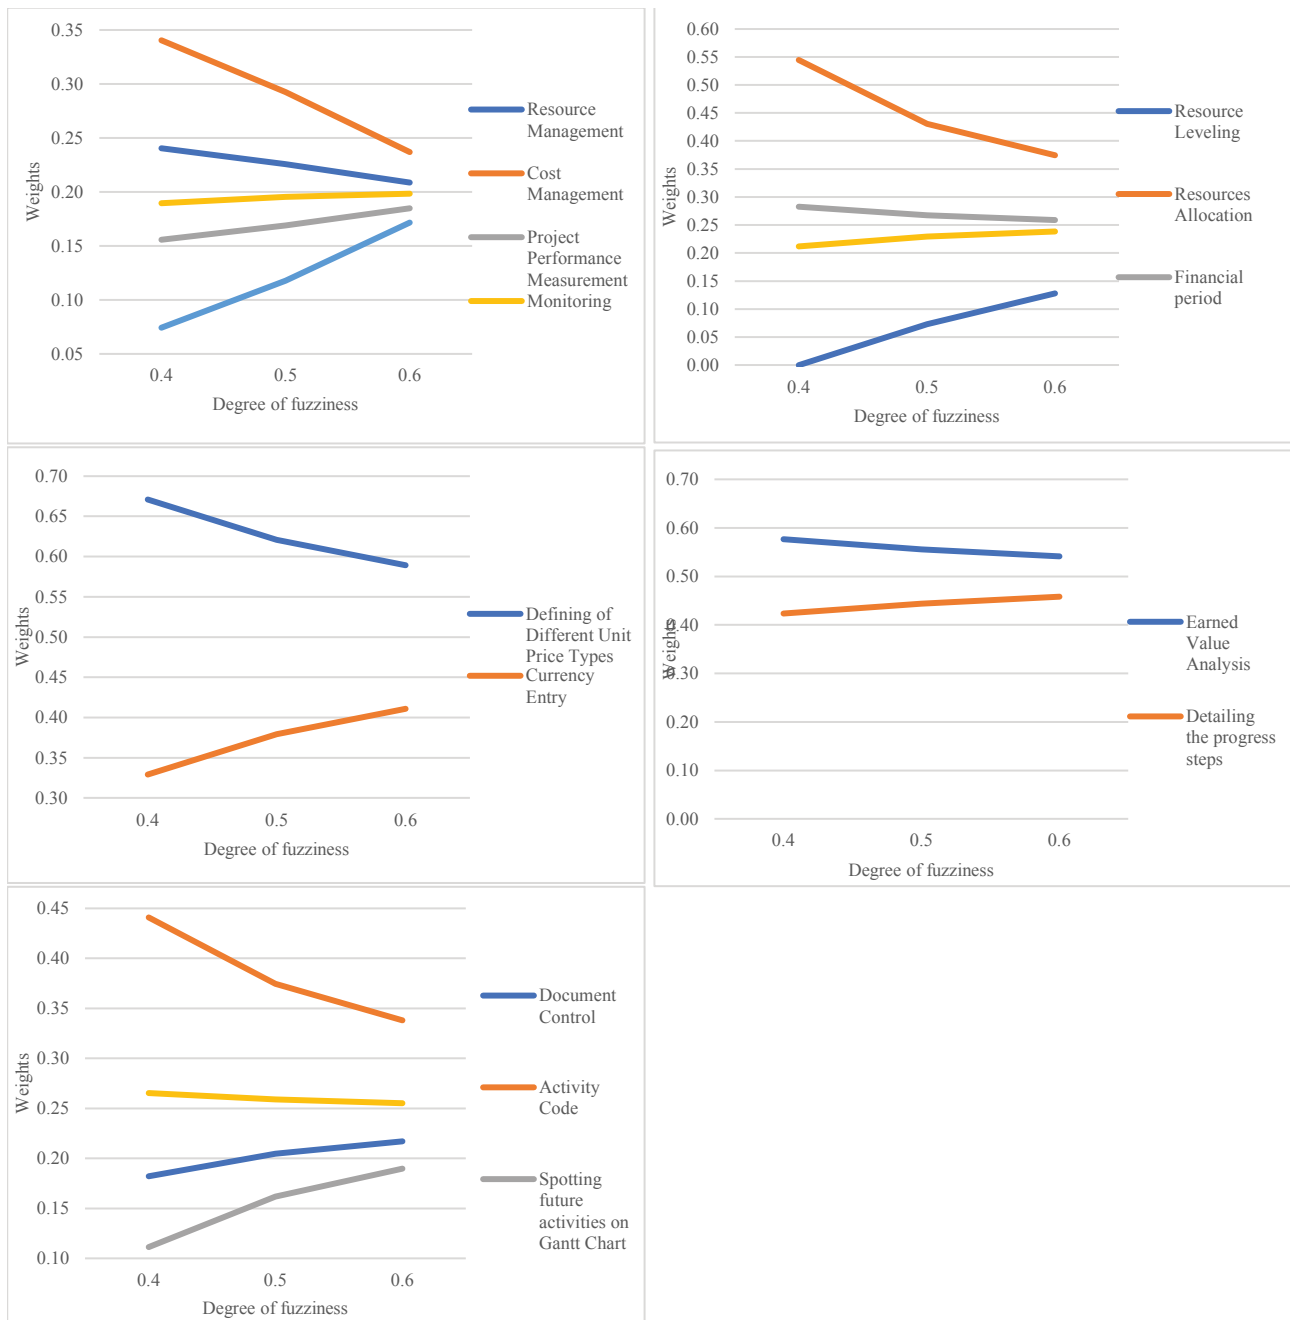 0.35
0.30
0.25
0.20
0.15
0.10
0.05
Weights
0.4 0.5 0.6
Degree of fuzziness
Resource
Management
Cost
Management
Project
Performance
Measurement
Monitoring
0.60
0.55
0.50
0.45
0.40
0.35
0.30
0.25
0.20
0.15
0.10
0.05
0.00
Weights
0.4 0.5 0.6
Degree of fuzziness
Resource
Leveling
Resources
Allocation
Financial
period
0.70
0.65
0.60
0.55
0.50
0.45
0.40
0.35
0.30
Weights
0.4 0.5 0.6
Degree of fuzziness
Defining of
Different Unit
Price Types
Currency
Entry
0.70
0.60
0.50
0.40
0.30
0.20
0.10
0.00
Weights
0.4 0.5 0.6
Degree of fuzziness
Earned
Value
Analysis
Detailing
the progress
steps
0.45
0.40
0.35
0.30
0.25
0.20
0.15
0.10
Weights
0.4 0.5 0.6
Degree of fuzziness
Document
Control
Activity
Code
Spotting
future
activities on
Gantt Chart